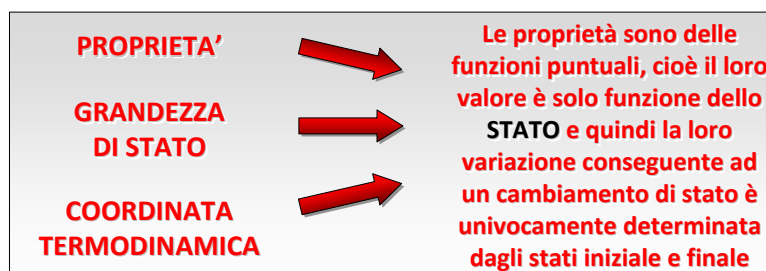 PROPRIETA’
GRANDEZZA
DI STATO
COORDINATA
TERMODINAMICA
Le proprietà sono delle
funzioni puntuali, cioè il loro
valore è solo funzione dello
STATO e quindi la loro
variazione conseguente ad
un cambiamento di stato è
univocamente determinata
dagli stati iniziale e finale